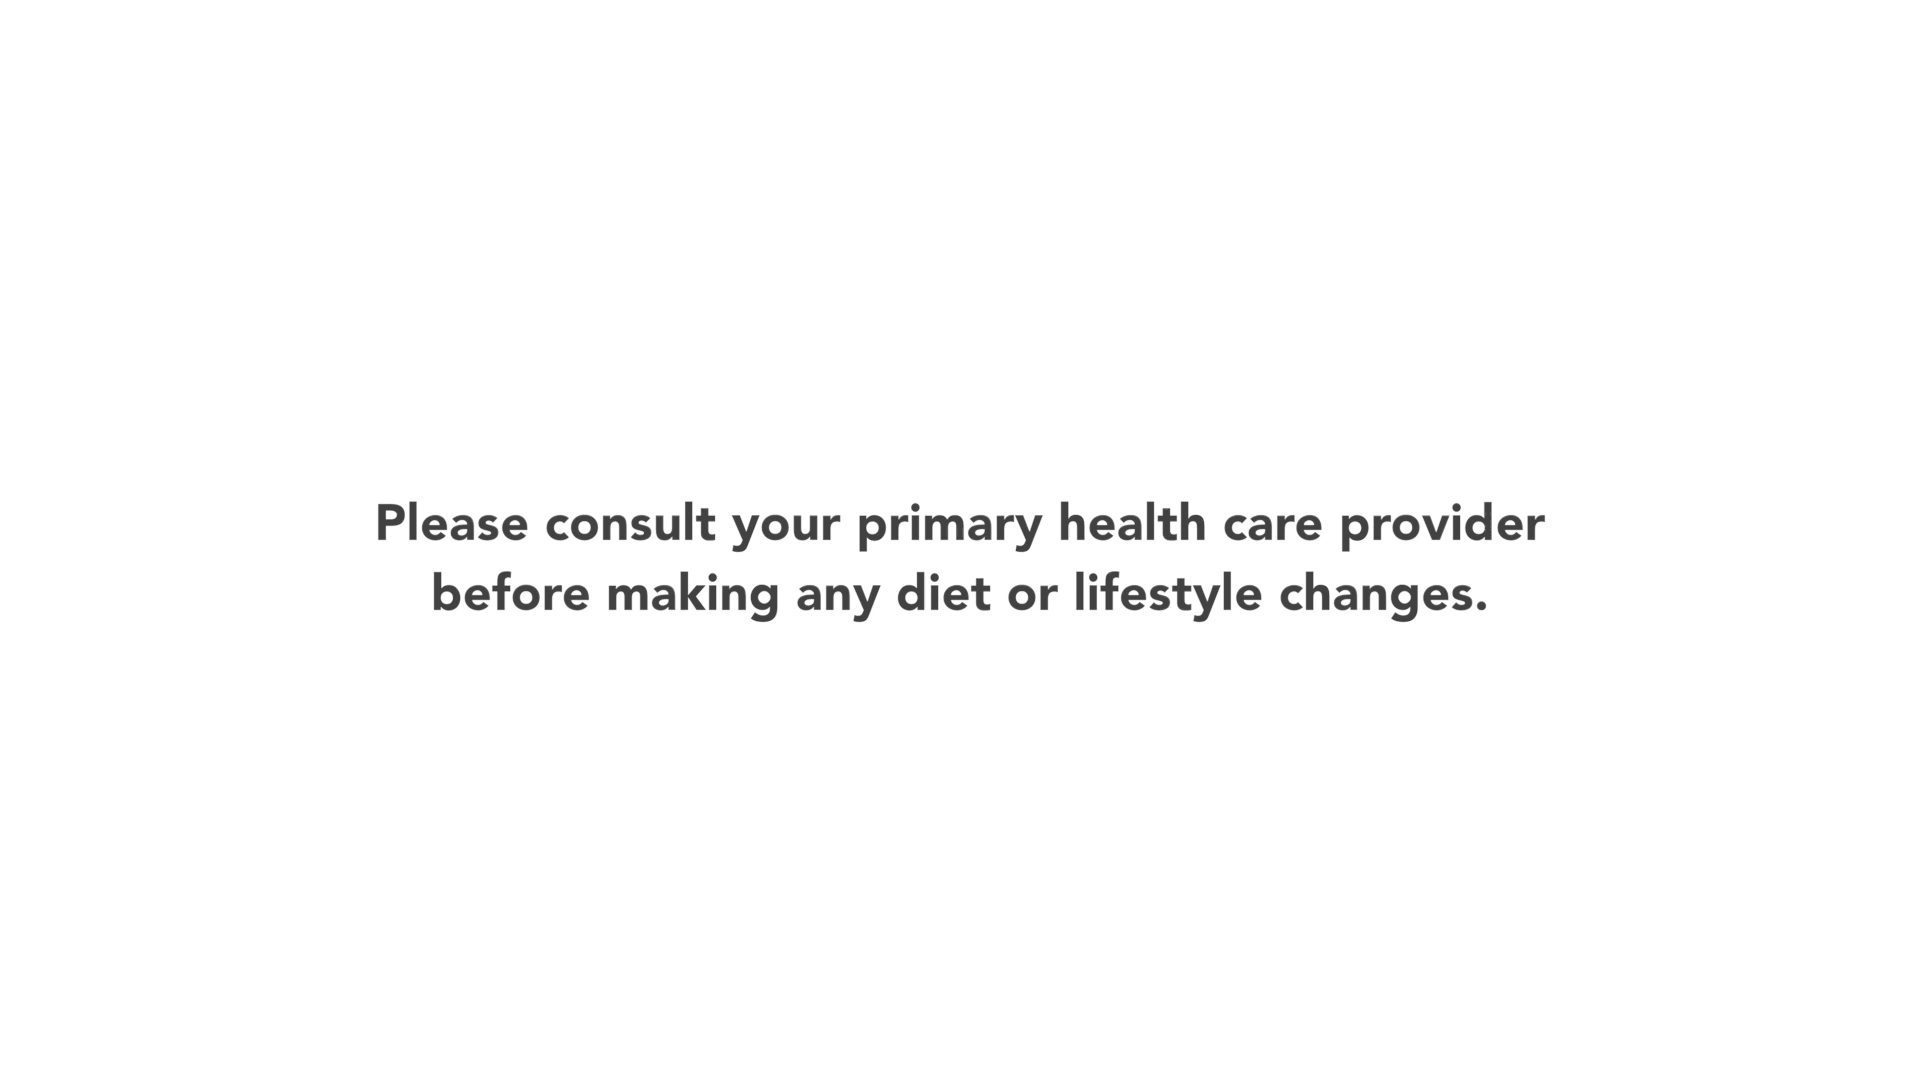 Please consult your primary health care provider
before making any diet or lifestyle changes.